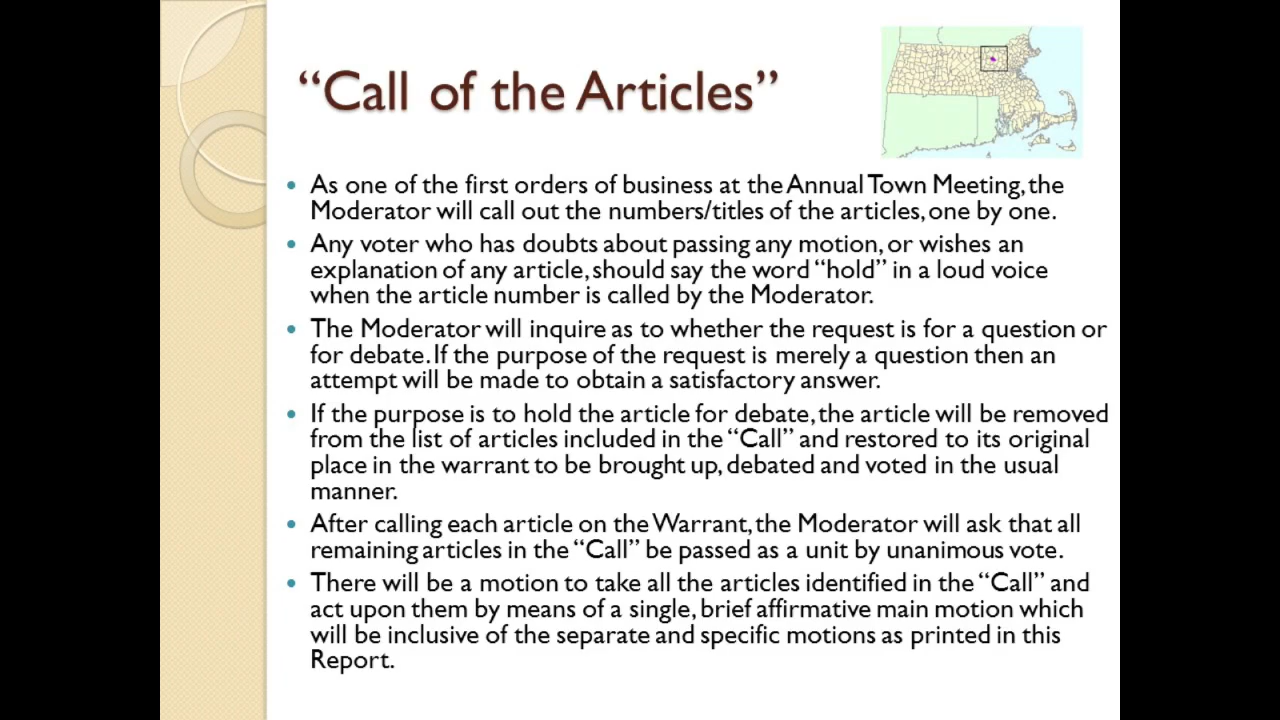 “Call of the Articles”
• As one of the first orders of business at the Annual Town Meeting, the
Moderator will call out the numbers/titles of the articles, one by one.
• Any voter who has doubts about passing any motion, or wishes an
explanation of any article, should say the word “hold” in a loud voice
when the article number is called by the Moderator.
• The Moderator will inquire as to whether the request is for a question or
for debate. If the purpose of the request is merely a question then an
attempt will be made to obtain a satisfactory answer.
• If the purpose is to hold the article for debate, the article will be removed
from the list of articles included in the “Call” and restored to its original
place in the warrant to be brought up, debated and voted in the usual
manner.
• After calling each article on the Warrant, the Moderator will ask that all
remaining articles in the “Call” be passed as a unit by unanimous vote.
• There will be a motion to take all the articles identified in the “Call” and
act upon them by means of a single, brief affirmative main motion which
will be inclusive of the separate and specific motions as printed in this
Report.